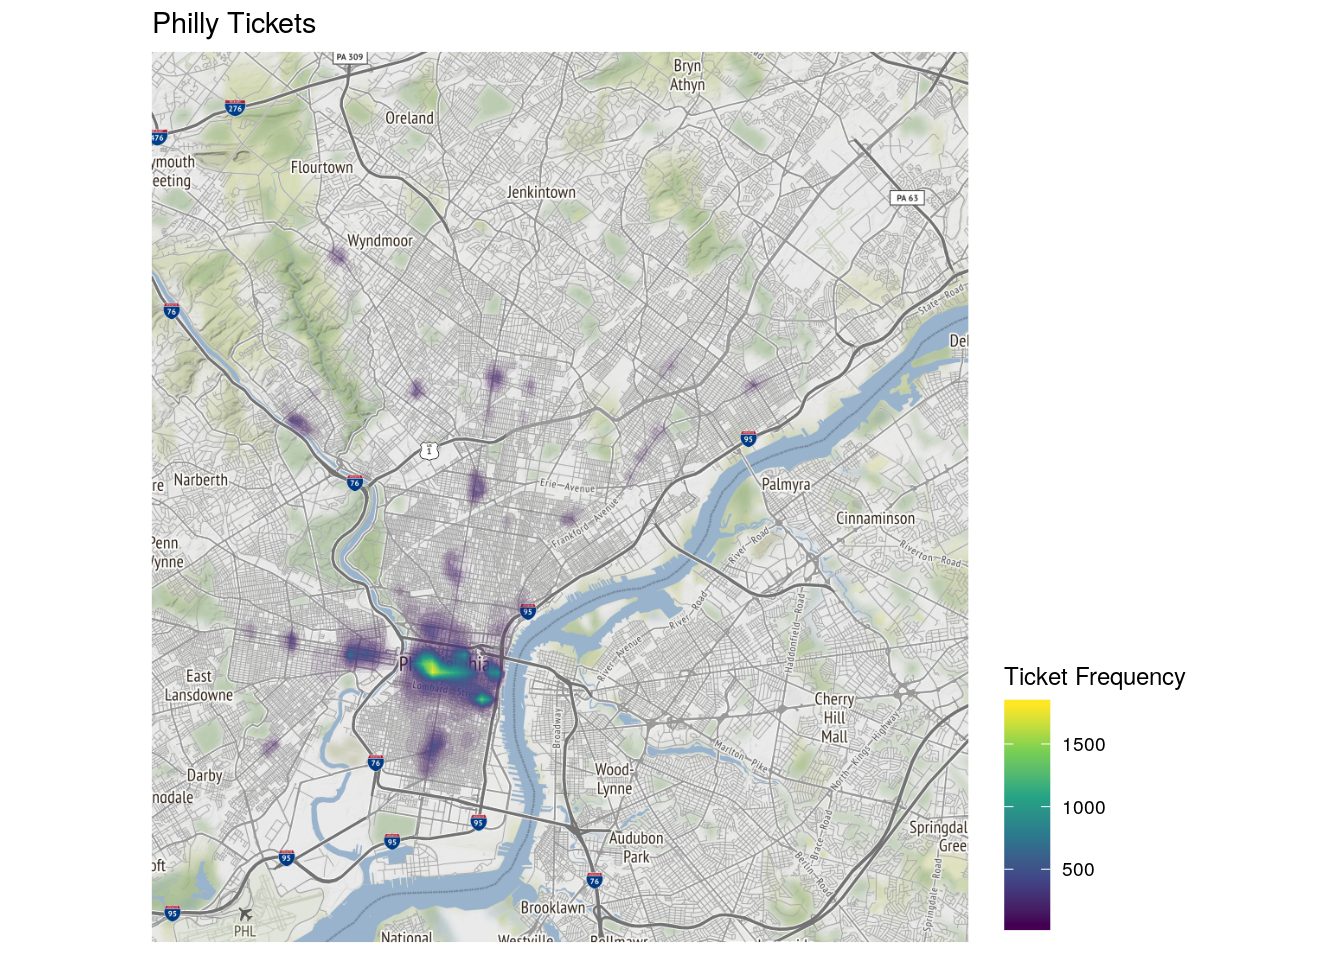 Philly Tickets
PA 309
Bryn
Athyn
276
Oreland
476
ymouth
eeting
Flourtown
Jenkintown
PA 63
Wyndmoor
State Road
76
Del
95
1
Narberth
re
76
Erie Avenue
Palmyra
Frankford Avenue
Cinnaminson
Penn
ynne
River Road
Riverton Road
River Road
95
Haddonfield Road
River Avenue
Lombard
East
Lansdowne
Ticket Frequency
Cherry
Hill
Mall
Broadway
North Kings Highway
Marlton Pike
1500
76
Wood-
Lynne
Darby
1000
nadale
Brace Road
95
Audubon
Park
Springdal
Gree
95
95
Berlin Road
oft
500
76
Springdale Road
95
Brooklawn
PHL
National
Westville
Bellmawr